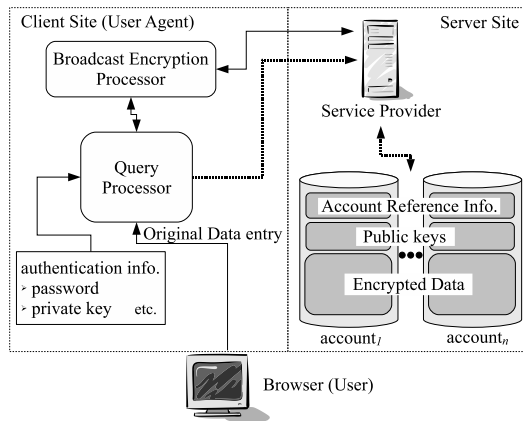 Client Site (User Agent)
Server Site
Broadcast Encryption
Processor
Service Provider
Query
Processor
Original Data entry
authentication info.
➢ password
➢ private key etc.
Account Reference Info.
Public keys
Encrypted Data
account1
accountn
Browser (User)